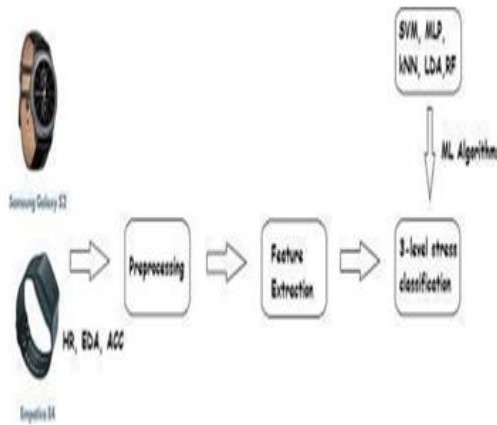 SVM, MLP,
kNN, LDA,RF
ML Algorithms
Samsung Galaxy S2
Preprocessing
Feature
Extraction
3-level stress
classification
HR, EDA, ACC
Empatica E4